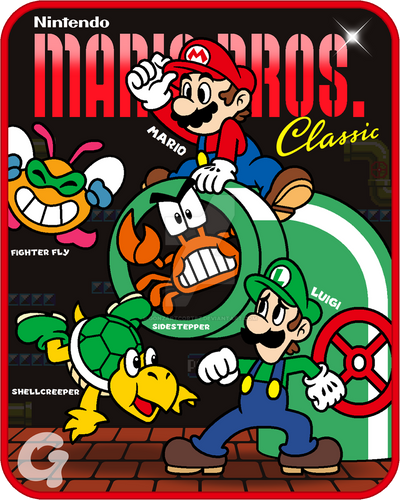 Nintendo
MARIO BROS.
Classic
MARIO
FIGHTER FLY
SIDESTEPPER
LUIGI
SHELLCREEPER